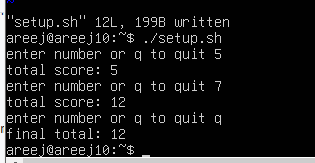 "setup.sh" 12L, 199B written
areej@areej10:~$ ./setup.sh
enter number or q to quit 5
total score: 5
enter number or q to quit 7
total score: 12
enter number or q to quit q
final total: 12
areej@areej10:~$